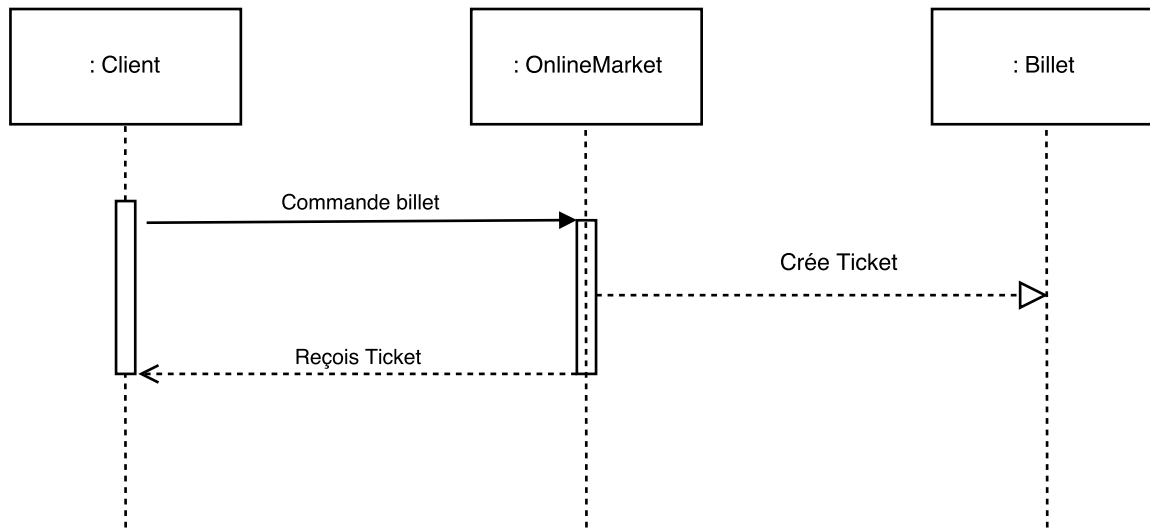 : Client
: OnlineMarket
: Billet
Commande billet
Crée Ticket
Reçois Ticket